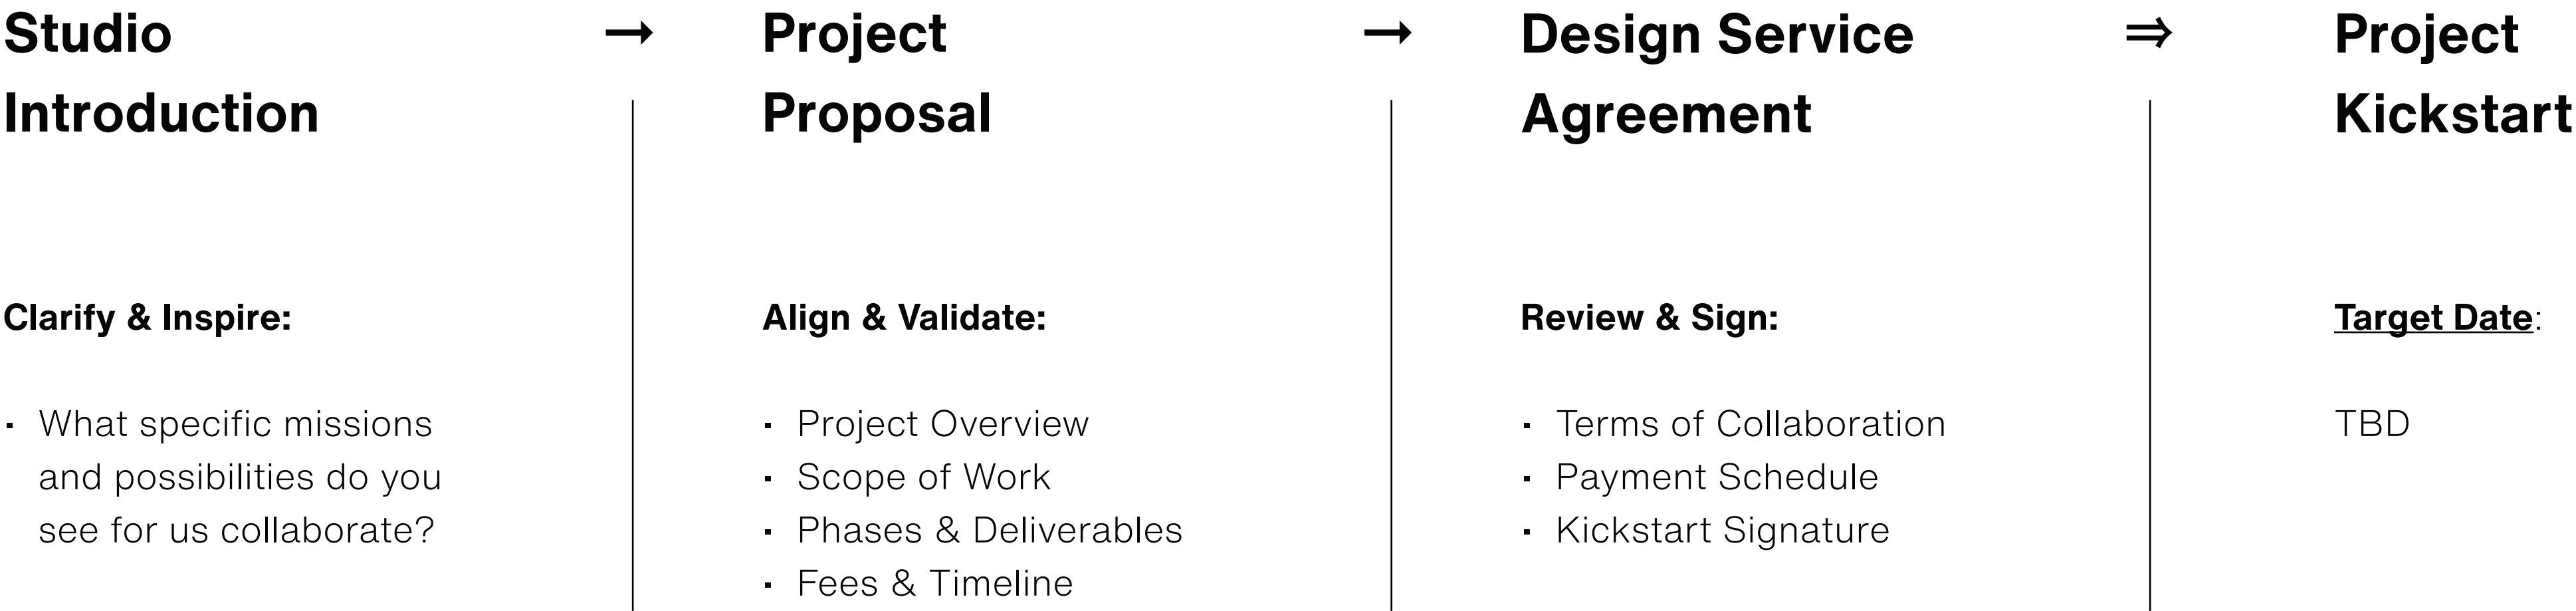 Studio
Introduction
→
Project
Proposal
→
Design Service
Agreement
⇒
Project
Kickstart
Clarify & Inspire:
▪ What specific missions
and possibilities do you
see for us collaborate?
Align & Validate:
▪ Project Overview
▪ Scope of Work
▪ Phases & Deliverables
▪ Fees & Timeline
Review & Sign:
▪ Terms of Collaboration
▪ Payment Schedule
▪ Kickstart Signature
Target Date:
TBD